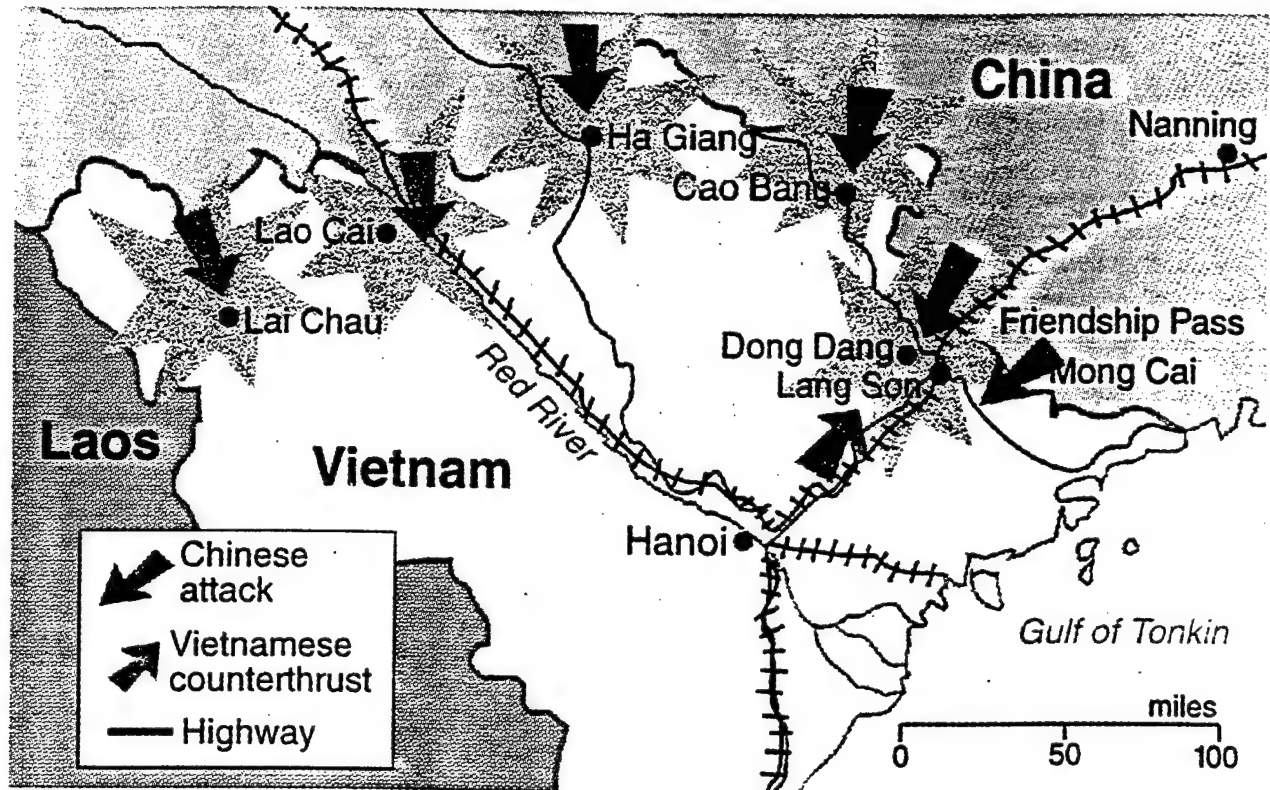 China
Nanning
Ha Giang
Cao Bang
Lao Cai
Lai Chau
Friendship Pass
Dong Dang
Mong Cai
Lang Son
Red River
Laos
Vietnam
Hanoi
Gulf of Tonkin
Chinese
attack
Vietnamese
counterthrust
Highway
miles
0 50 100